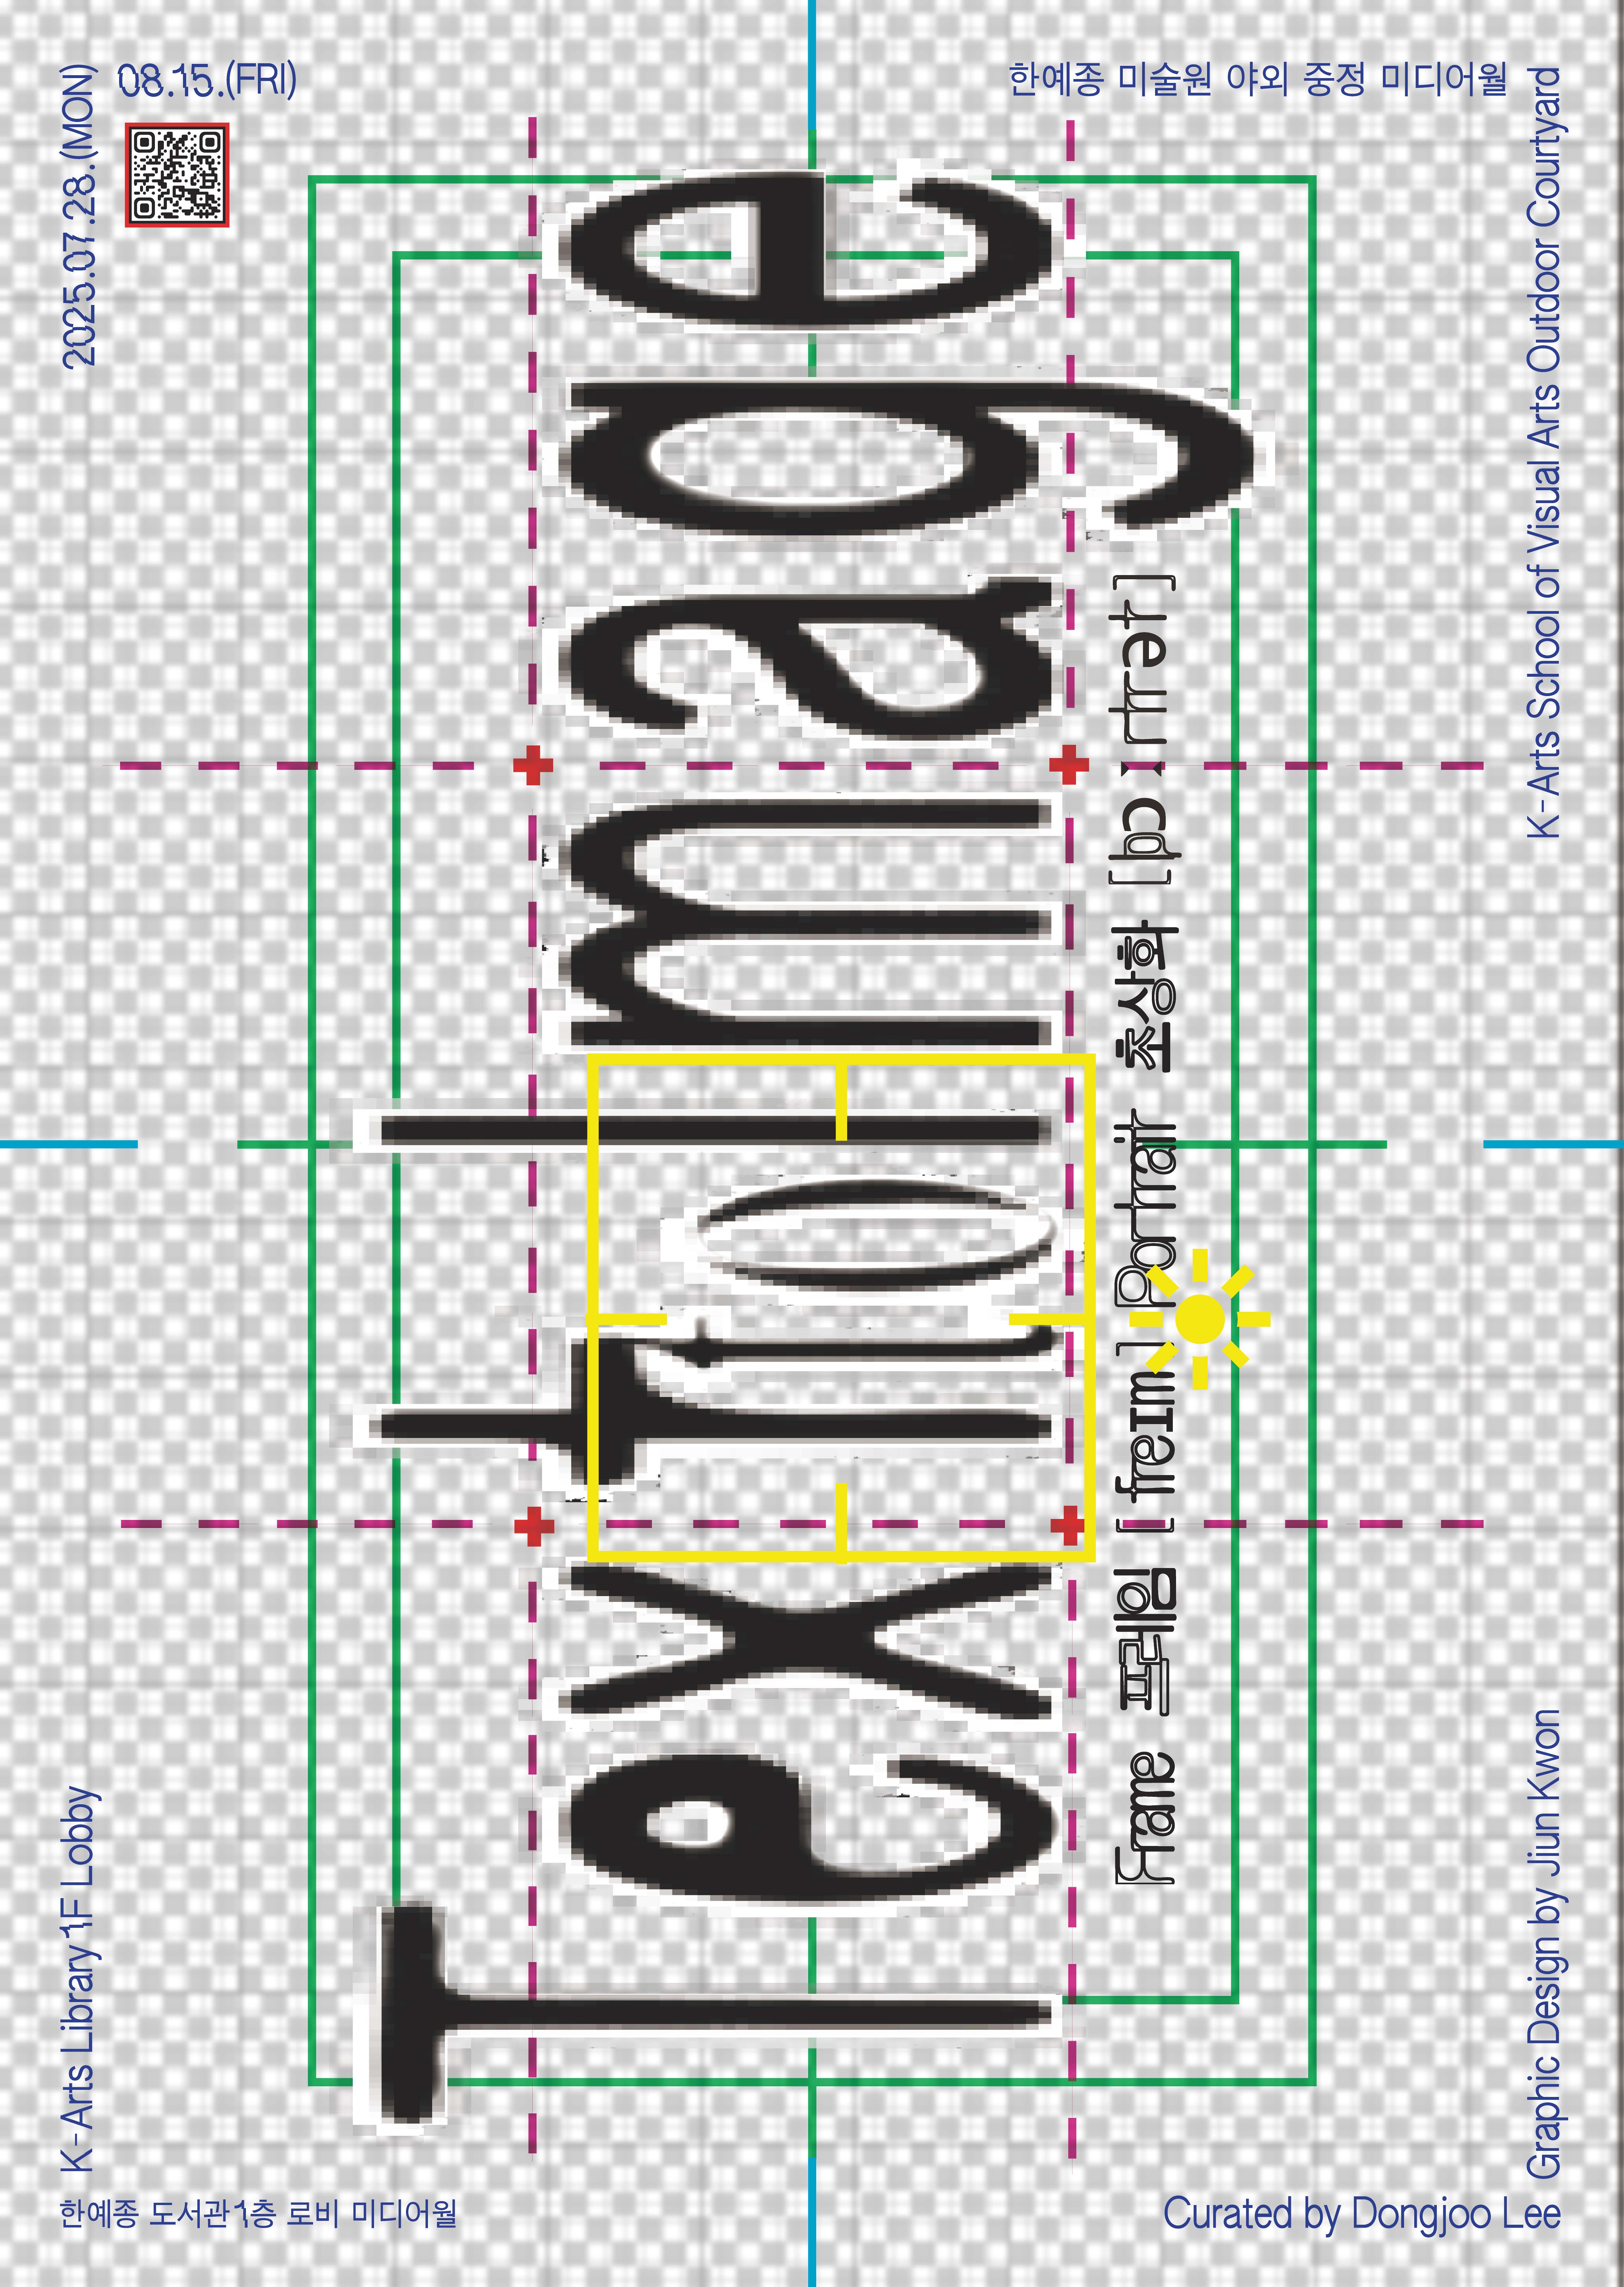 2025.07.28.(MON)
08.15.(FRI)
한예종 미술원 야외 중정 미디어월
K-Arts School of Visual Arts Outdoor Courtyard
Text to Image
Frame 프레임 [freɪm] Portrait 초상화 [pɔːrtret]
K-Arts Library 1F Lobby
한예종 도서관 1층 로비 미디어월
Graphic Design by Jiun Kwon
Curated by Dongjoo Lee